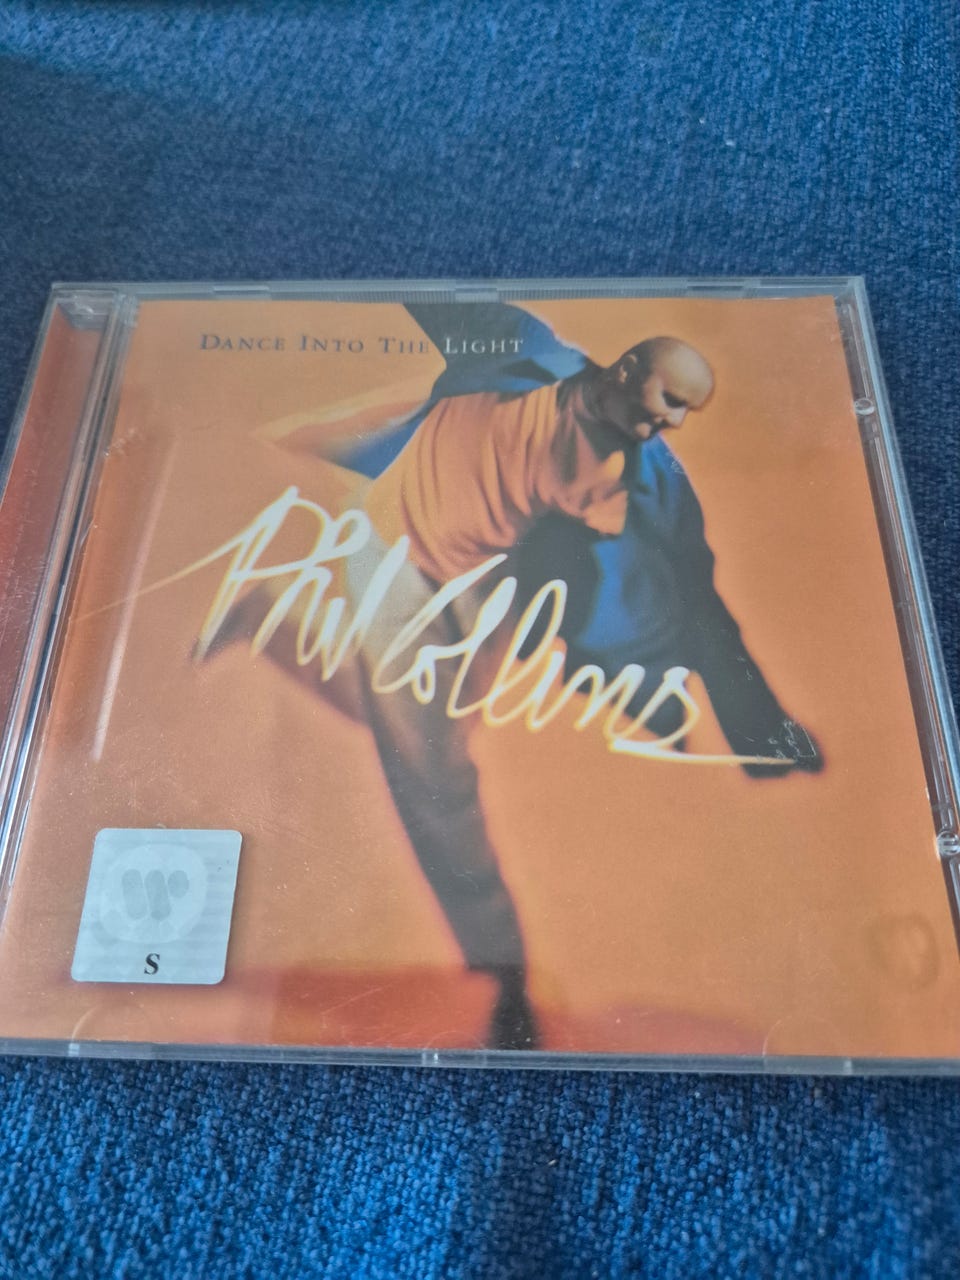 DANCE INTO THE LIGHT
Phil Collins
S